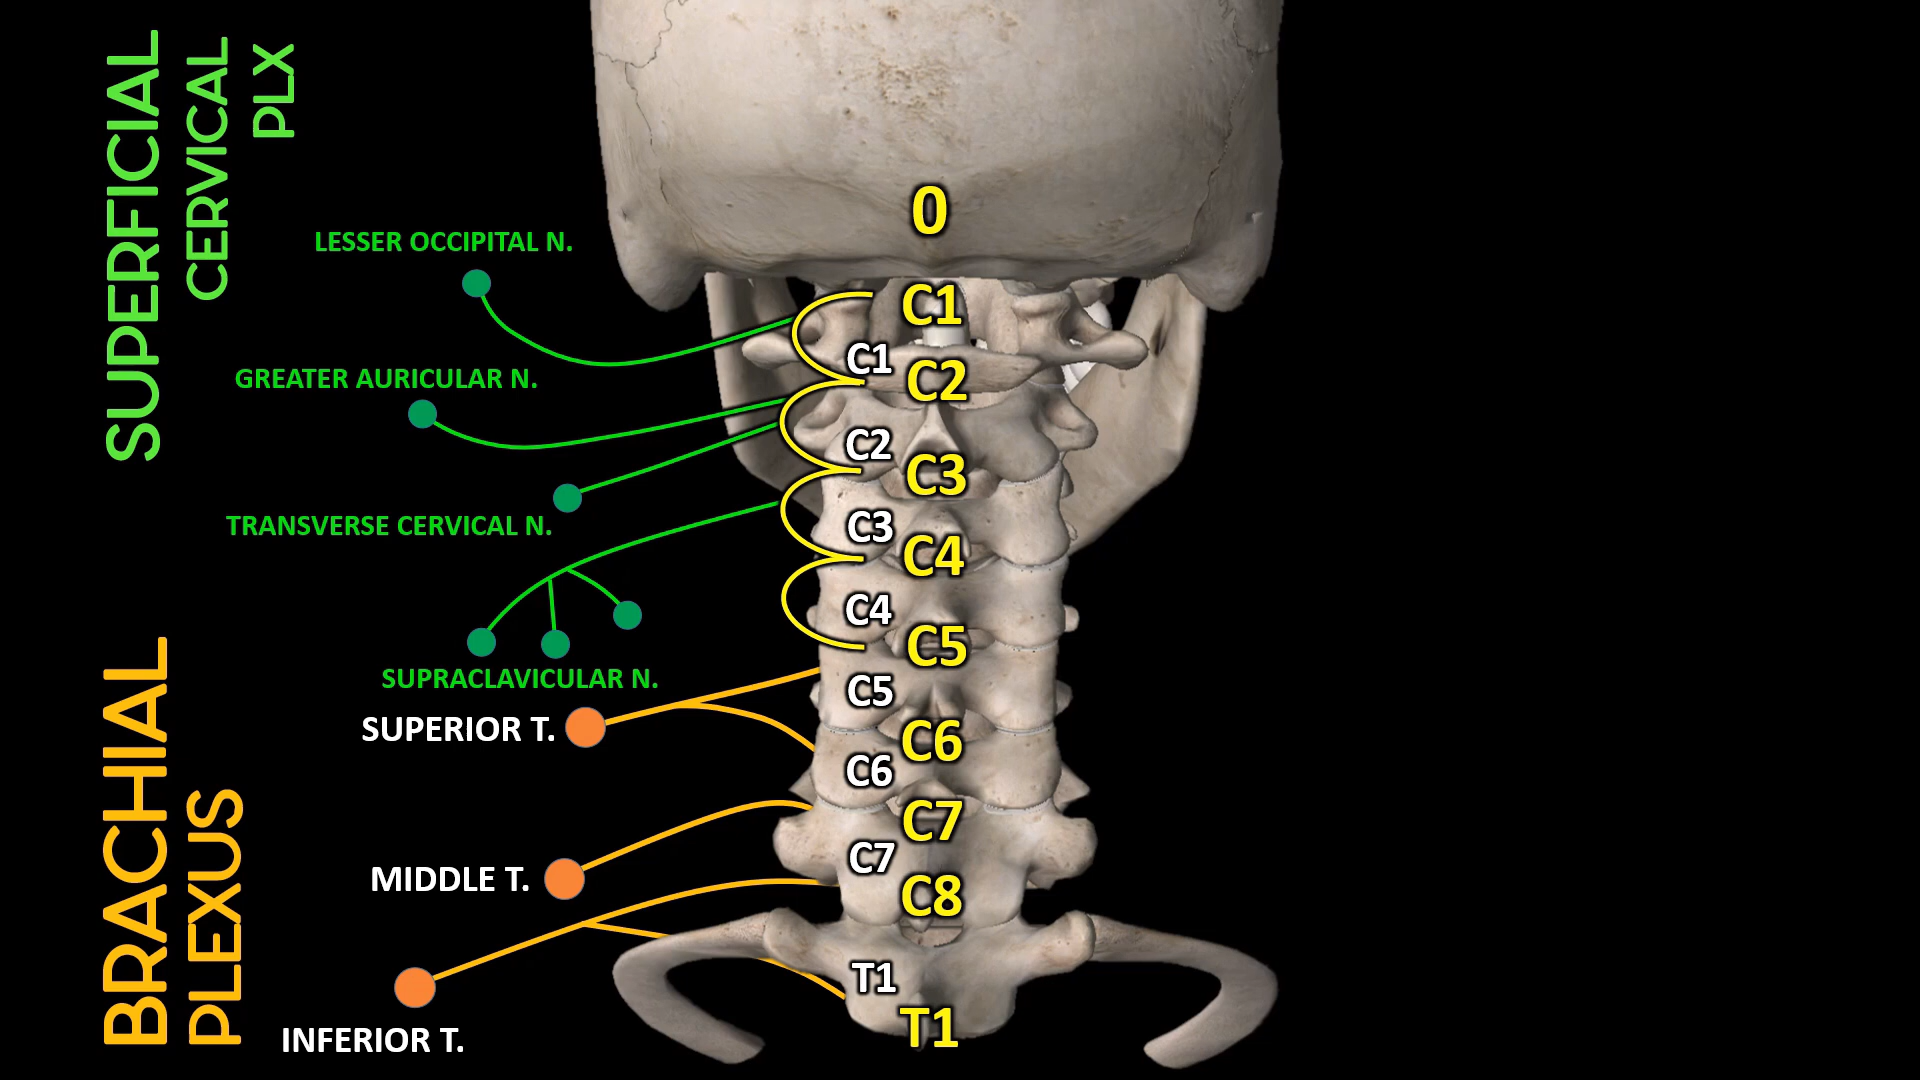 SUPERFICIAL
CERVICAL
PLX
LESSER OCCIPITAL N.
GREATER AURICULAR N.
TRANSVERSE CERVICAL N.
SUPRACLAVICULAR N.
BRACHIAL
PLEXUS
SUPERIOR T.
MIDDLE T.
INFERIOR T.
0
C1
C1
C2
C2
C3
C3
C4
C4
C5
C5
C6
C6
C7
C7
C8
T1
T1